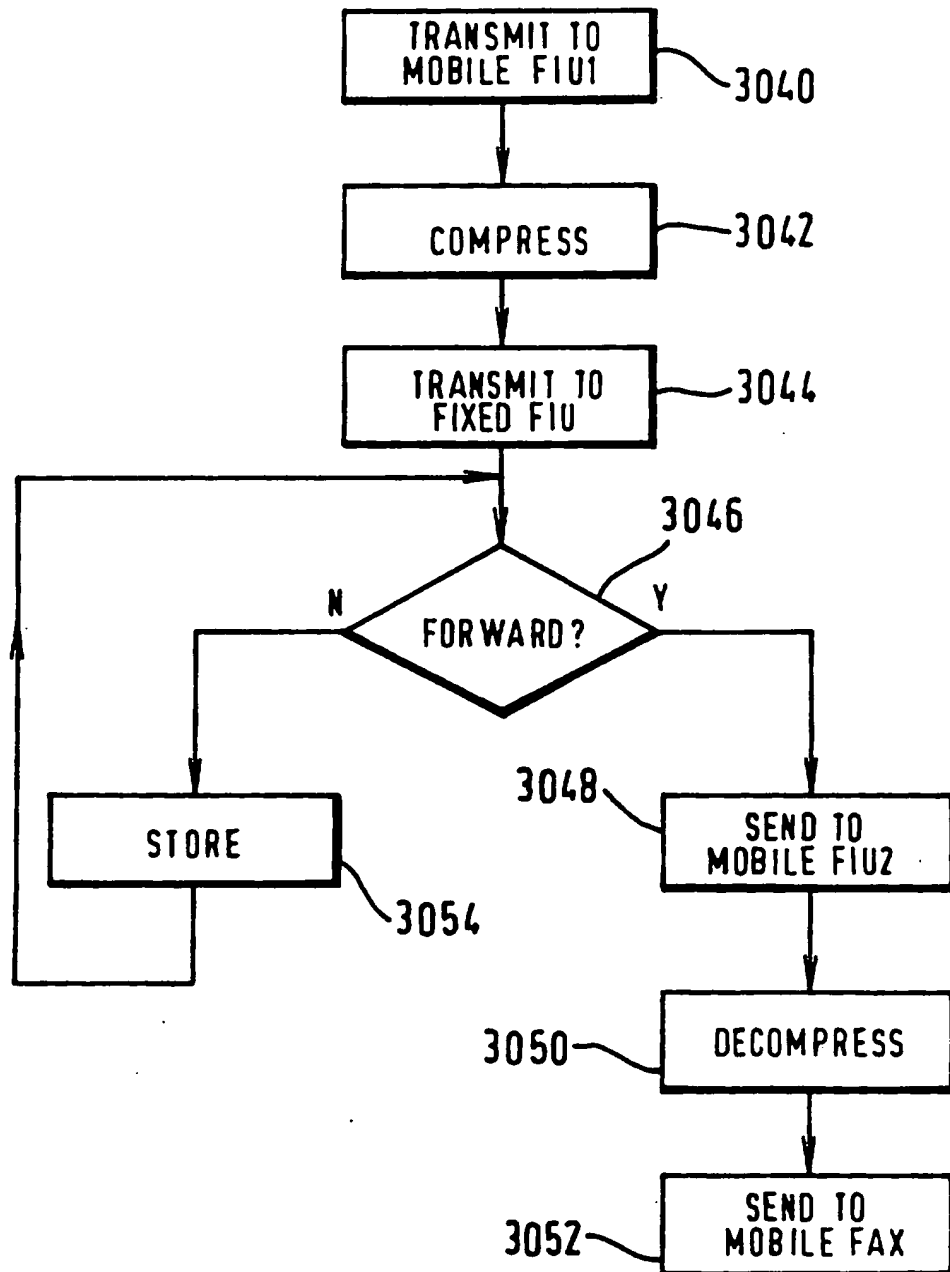 TRANSMIT TO
MOBILE FIU1
3040
COMPRESS
3042
TRANSMIT TO
FIXED FIU
3044
3046
N
Y
FORWARD?
3048
SEND TO
MOBILE FIU2
STORE
3054
3050
DECOMPRESS
3052
SEND TO
MOBILE FAX